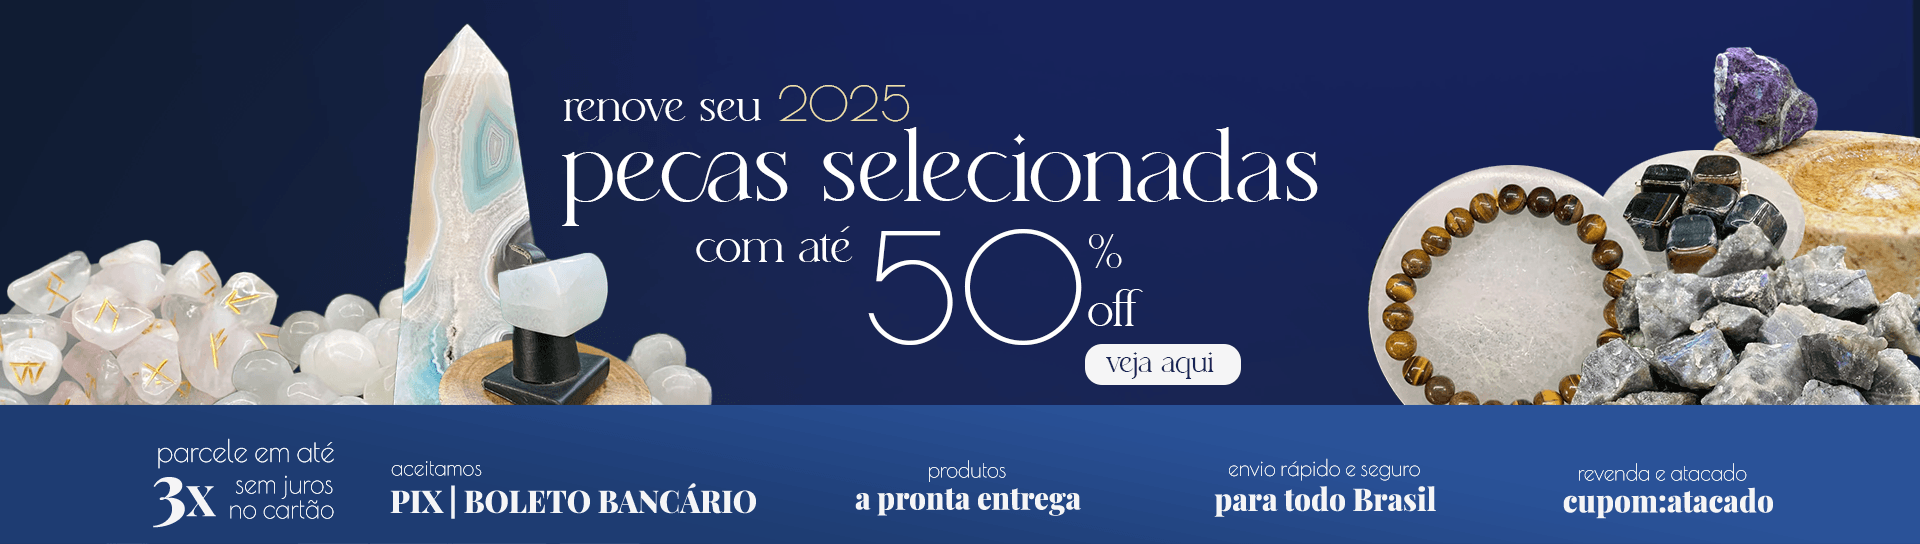 renove seu 2025
pecas selecionadas
com até 50% off
veja aqui
parcele em até
3x sem juros
no cartão
aceitamos
PIX | BOLETO BANCÁRIO
produtos
a pronta entrega
envio rápido e seguro
para todo Brasil
revenda e atacado
cupom:atacado